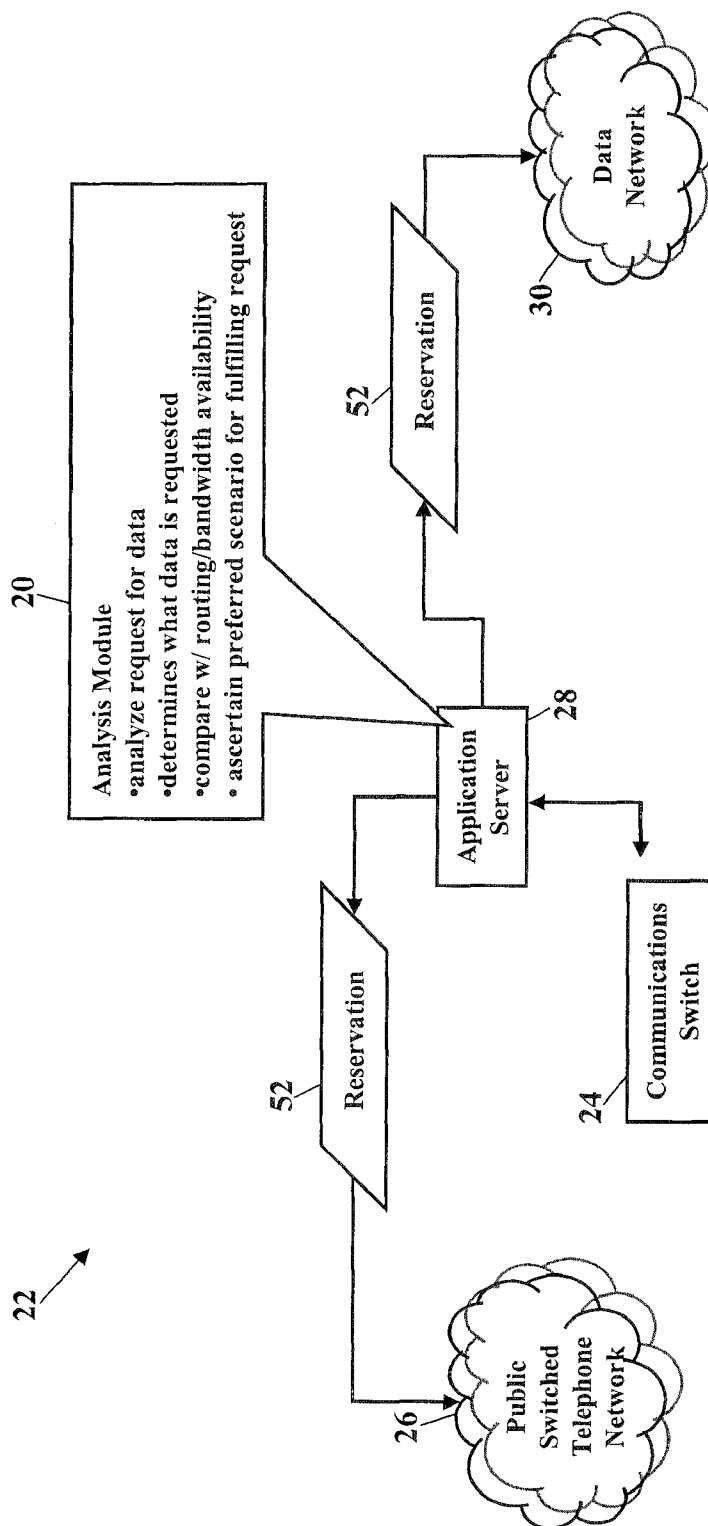 20
Analysis Module
•analyze request for data
•determines what data is requested
•compare w/ routing/bandwidth availability
• ascertain preferred scenario for fulfilling request
22
52
Reservation
52
Reservation
26
Public
Switched
Telephone
Network
Application
Server
28
30
Data
Network
24
Communications
Switch